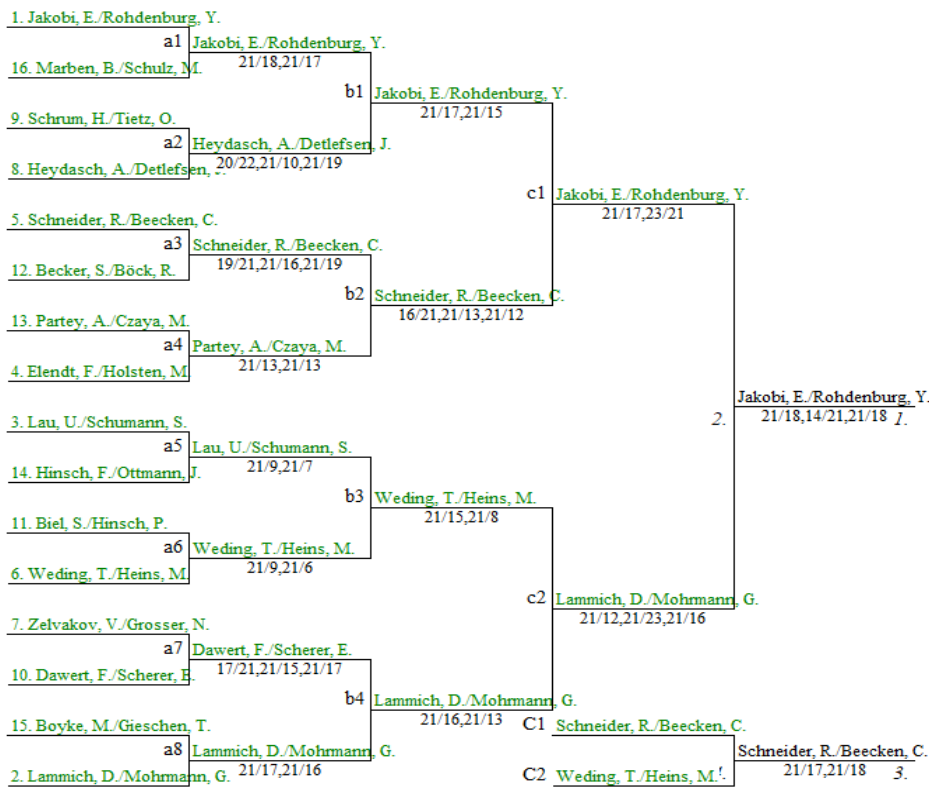 1. Jakobi, E./Rohdenburg, Y.
a1 Jakobi, E./Rohdenburg, Y.
21/18,21/17
16. Marben, B./Schulz, M.
b1 Jakobi, E./Rohdenburg, Y.
21/17,21/15
9. Schrum, H./Tietz, O.
a2 Heydasch, A./Detlefsen, J.
20/22,21/10,21/19
8. Heydasch, A./Detlefsen, J.
c1 Jakobi, E./Rohdenburg, Y.
21/17,23/21
5. Schneider, R./Beecken, C.
a3 Schneider, R./Beecken, C.
19/21,21/16,21/19
12. Becker, S./Böck, R.
b2 Schneider, R./Beecken, C.
16/21,21/13,21/12
13. Partey, A./Czaya, M.
a4 Partey, A./Czaya, M.
21/13,21/13
4. Elendt, F./Holsten, M.
Jakobi, E./Rohdenburg, Y.
2. 21/18,14/21,21/18 1.
3. Lau, U./Schumann, S.
a5 Lau, U./Schumann, S.
21/9,21/7
14. Hinsch, F./Ottmann, J.
b3 Weding, T./Heins, M.
21/15,21/8
11. Biel, S./Hinsch, P.
a6 Weding, T./Heins, M.
21/9,21/6
6. Weding, T./Heins, M.
c2 Lammich, D./Mohrmann, G.
21/12,21/23,21/16
7. Zelvakov, V./Grosser, N.
a7 Dawert, F./Scherer, E.
17/21,21/15,21/17
10. Dawert, F./Scherer, E.
b4 Lammich, D./Mohrmann, G.
21/16,21/13
15. Boyke, M./Gieschen, T.
a8 Lammich, D./Mohrmann, G.
21/17,21/16
2. Lammich, D./Mohrmann, G.
C1 Schneider, R./Beecken, C.
Schneider, R./Beecken, C.
21/17,21/18 3.
C2 Weding, T./Heins, M.